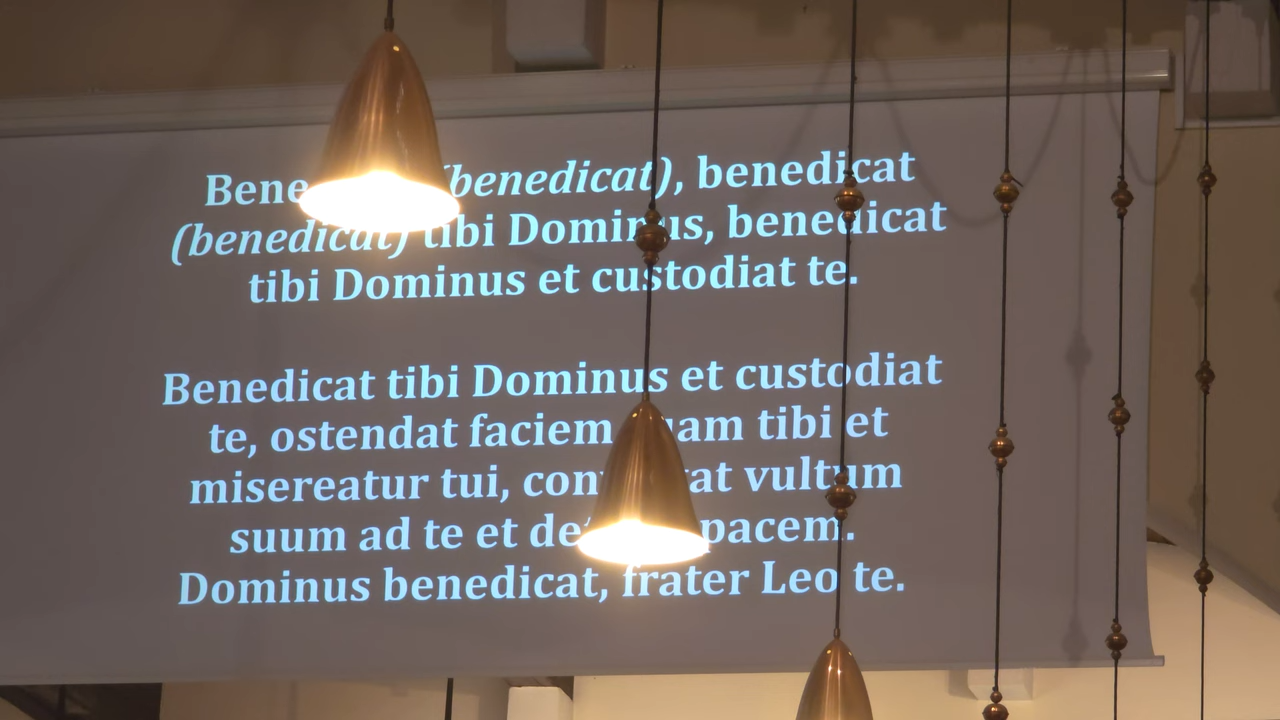 (benedicat), benedicat
(benedicat) tibi Dominus, benedicat
tibi Dominus et custodiat te.
Benedicat tibi Dominus et custodiat
te, ostendat faciem tibi et
misereatur tui, vultum
suum ad te et pacem.
Dominus benedicat, frater Leo te.